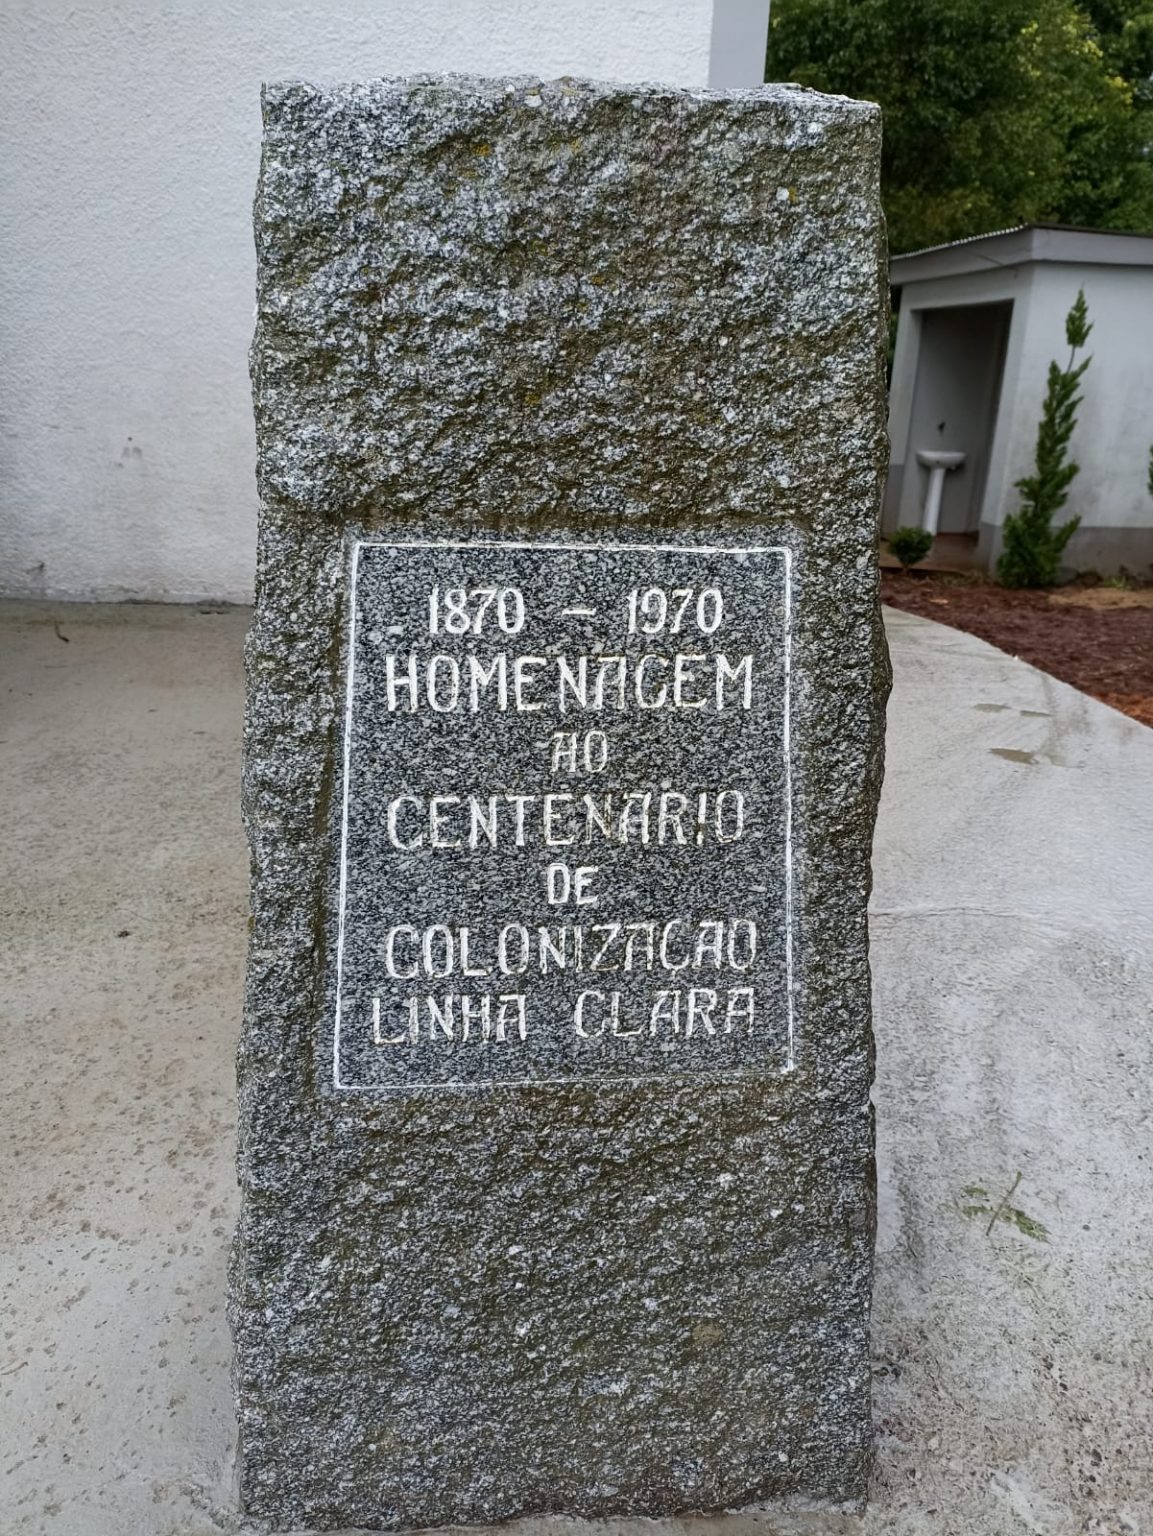 1870 - 1970
HOMENAGEM
AO
CENTENARIO
DE
COLONIZAÇAO
LINHA CLARA